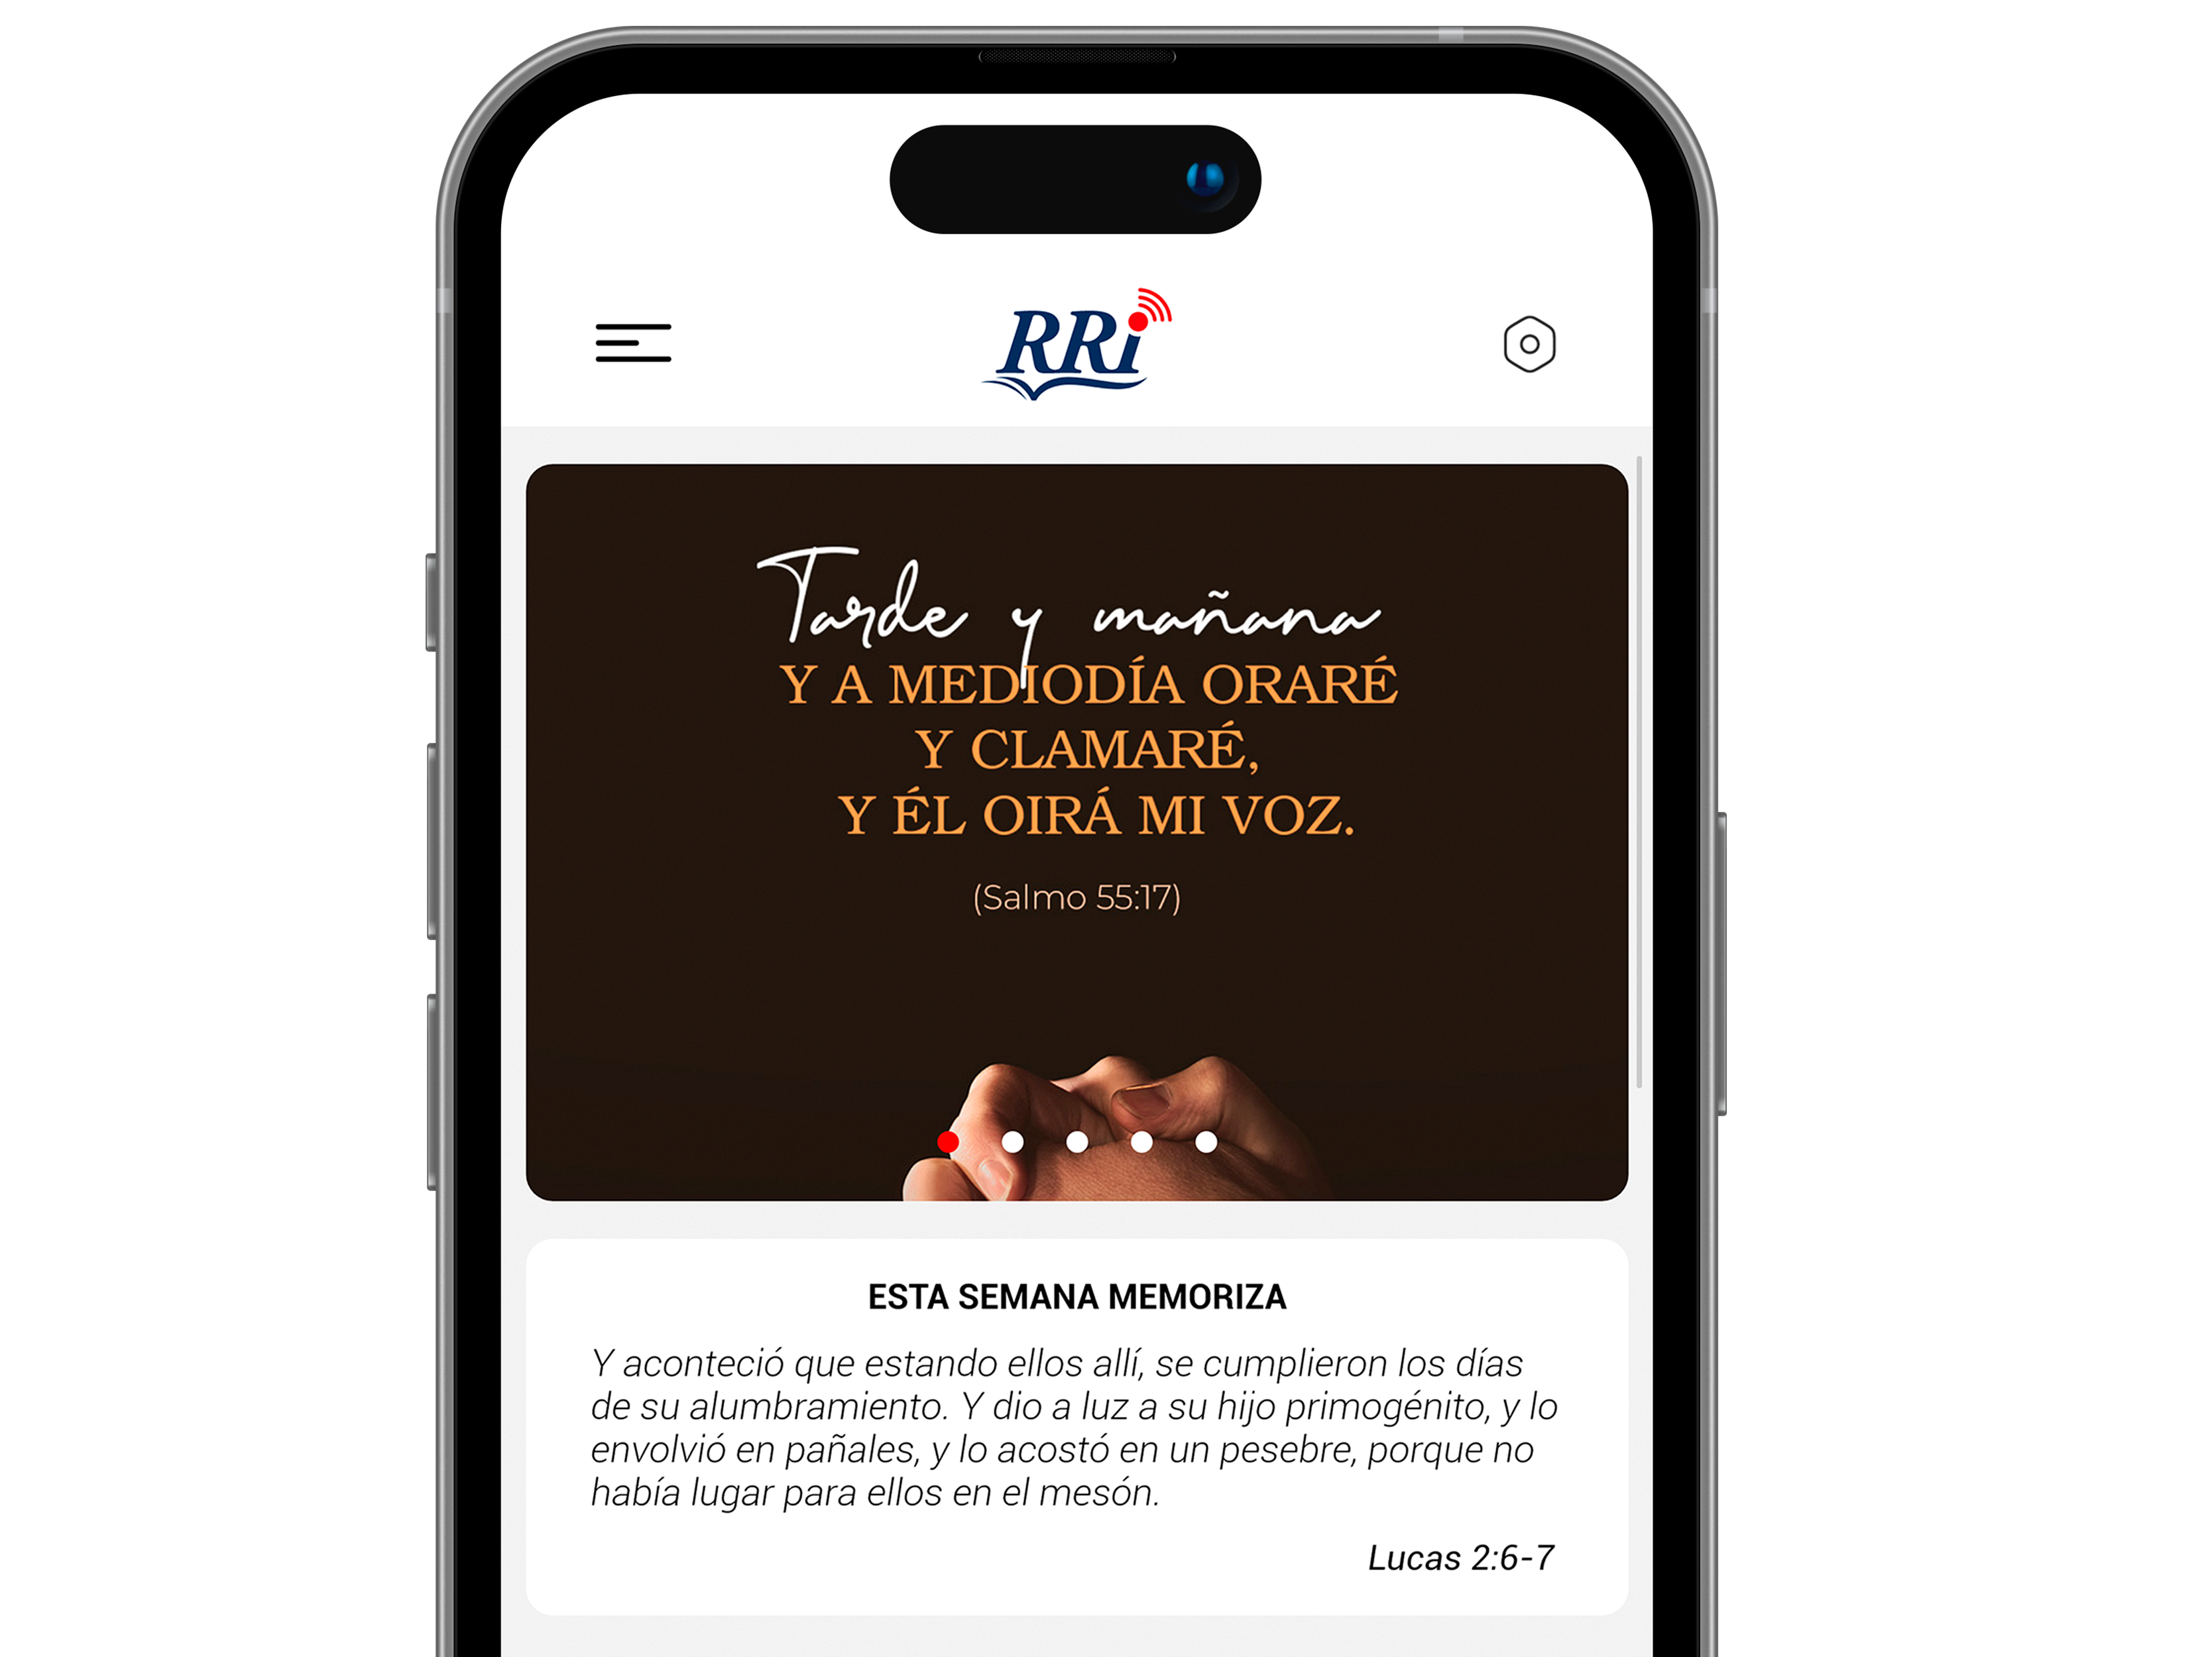 RRi
Tarde y mañana
Y A MEDIODÍA ORARÉ
Y CLAMARÉ,
Y ÉL OIRÁ MI VOZ.
(Salmo 55:17)
ESTA SEMANA MEMORIZA
Y aconteció que estando ellos allí, se cumplieron los días
de su alumbramiento. Y dio a luz a su hijo primogénito, y lo
envolvió en pañales, y lo acostó en un pesebre, porque no
había lugar para ellos en el mesón.
Lucas 2:6-7